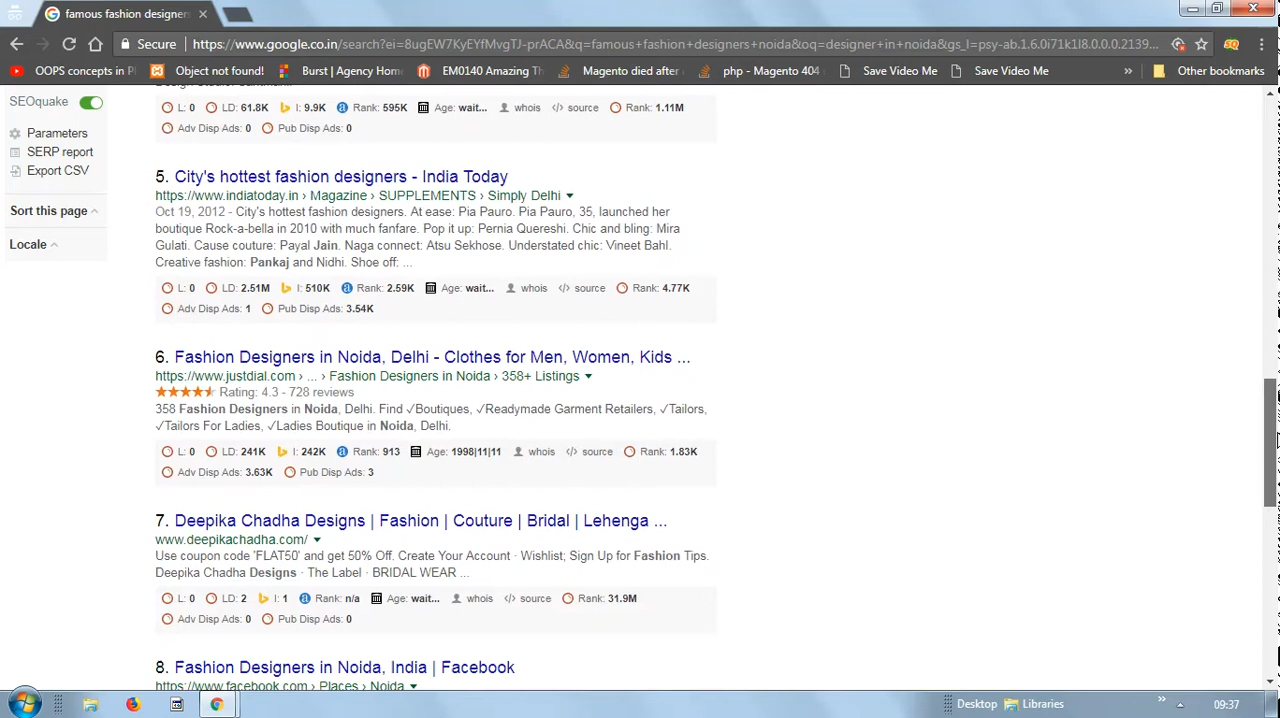 famous fashion designers
Secure https://www.google.co.in/search?ei=8ugEW7KyEYfMvgTJ-prACA&q=famous+fashion+designers+noida&oq=designer+in+noida&gs_l=psy-ab.1.6.0i71k1l8.0.0.0.2139... SQ
OOPS concepts in P Object not found! Burst | Agency Hom EM0140 Amazing Th Magento died after php - Magento 404 Save Video Me Save Video Me » Other bookmarks
SEOquake
Parameters
SERP report
Export CSV
Sort this page
Locale
L: 0 LD: 61.8K I: 9.9K Rank: 595K Age: wait... whois source Rank: 1.11M
Adv Disp Ads: 0 Pub Disp Ads: 0
5. City's hottest fashion designers - India Today
https://www.indiatoday.in › Magazine › SUPPLEMENTS › Simply Delhi
Oct 19, 2012 - City's hottest fashion designers. At ease: Pia Pauro. Pia Pauro, 35, launched her
boutique Rock-a-bella in 2010 with much fanfare. Pop it up: Pernia Quereshi. Chic and bling: Mira
Gulati. Cause couture: Payal Jain. Naga connect: Atsu Sekhose. Understated chic: Vineet Bahl.
Creative fashion: Pankaj and Nidhi. Shoe off: ...
L: 0 LD: 2.51M I: 510K Rank: 2.59K Age: wait... whois source Rank: 4.77K
Adv Disp Ads: 1 Pub Disp Ads: 3.54K
6. Fashion Designers in Noida, Delhi - Clothes for Men, Women, Kids ...
https://www.justdial.com › ... › Fashion Designers in Noida › 358+ Listings
Rating: 4.3 - 728 reviews
358 Fashion Designers in Noida, Delhi. Find ✓Boutiques, ✓Readymade Garment Retailers, ✓Tailors,
✓Tailors For Ladies, ✓Ladies Boutique in Noida, Delhi.
L: 0 LD: 241K I: 242K Rank: 913 Age: 1998|11|11 whois source Rank: 1.83K
Adv Disp Ads: 3.63K Pub Disp Ads: 3
7. Deepika Chadha Designs | Fashion | Couture | Bridal | Lehenga ...
www.deepikachadha.com/
Use coupon code 'FLAT50' and get 50% Off. Create Your Account · Wishlist; Sign Up for Fashion Tips.
Deepika Chadha Designs · The Label · BRIDAL WEAR ...
L: 0 LD: 2 I: 1 Rank: n/a Age: wait... whois source Rank: 31.9M
Adv Disp Ads: 0 Pub Disp Ads: 0
8. Fashion Designers in Noida, India | Facebook
https://www.facebook.com › Places › Noida
Desktop Libraries » 09:37